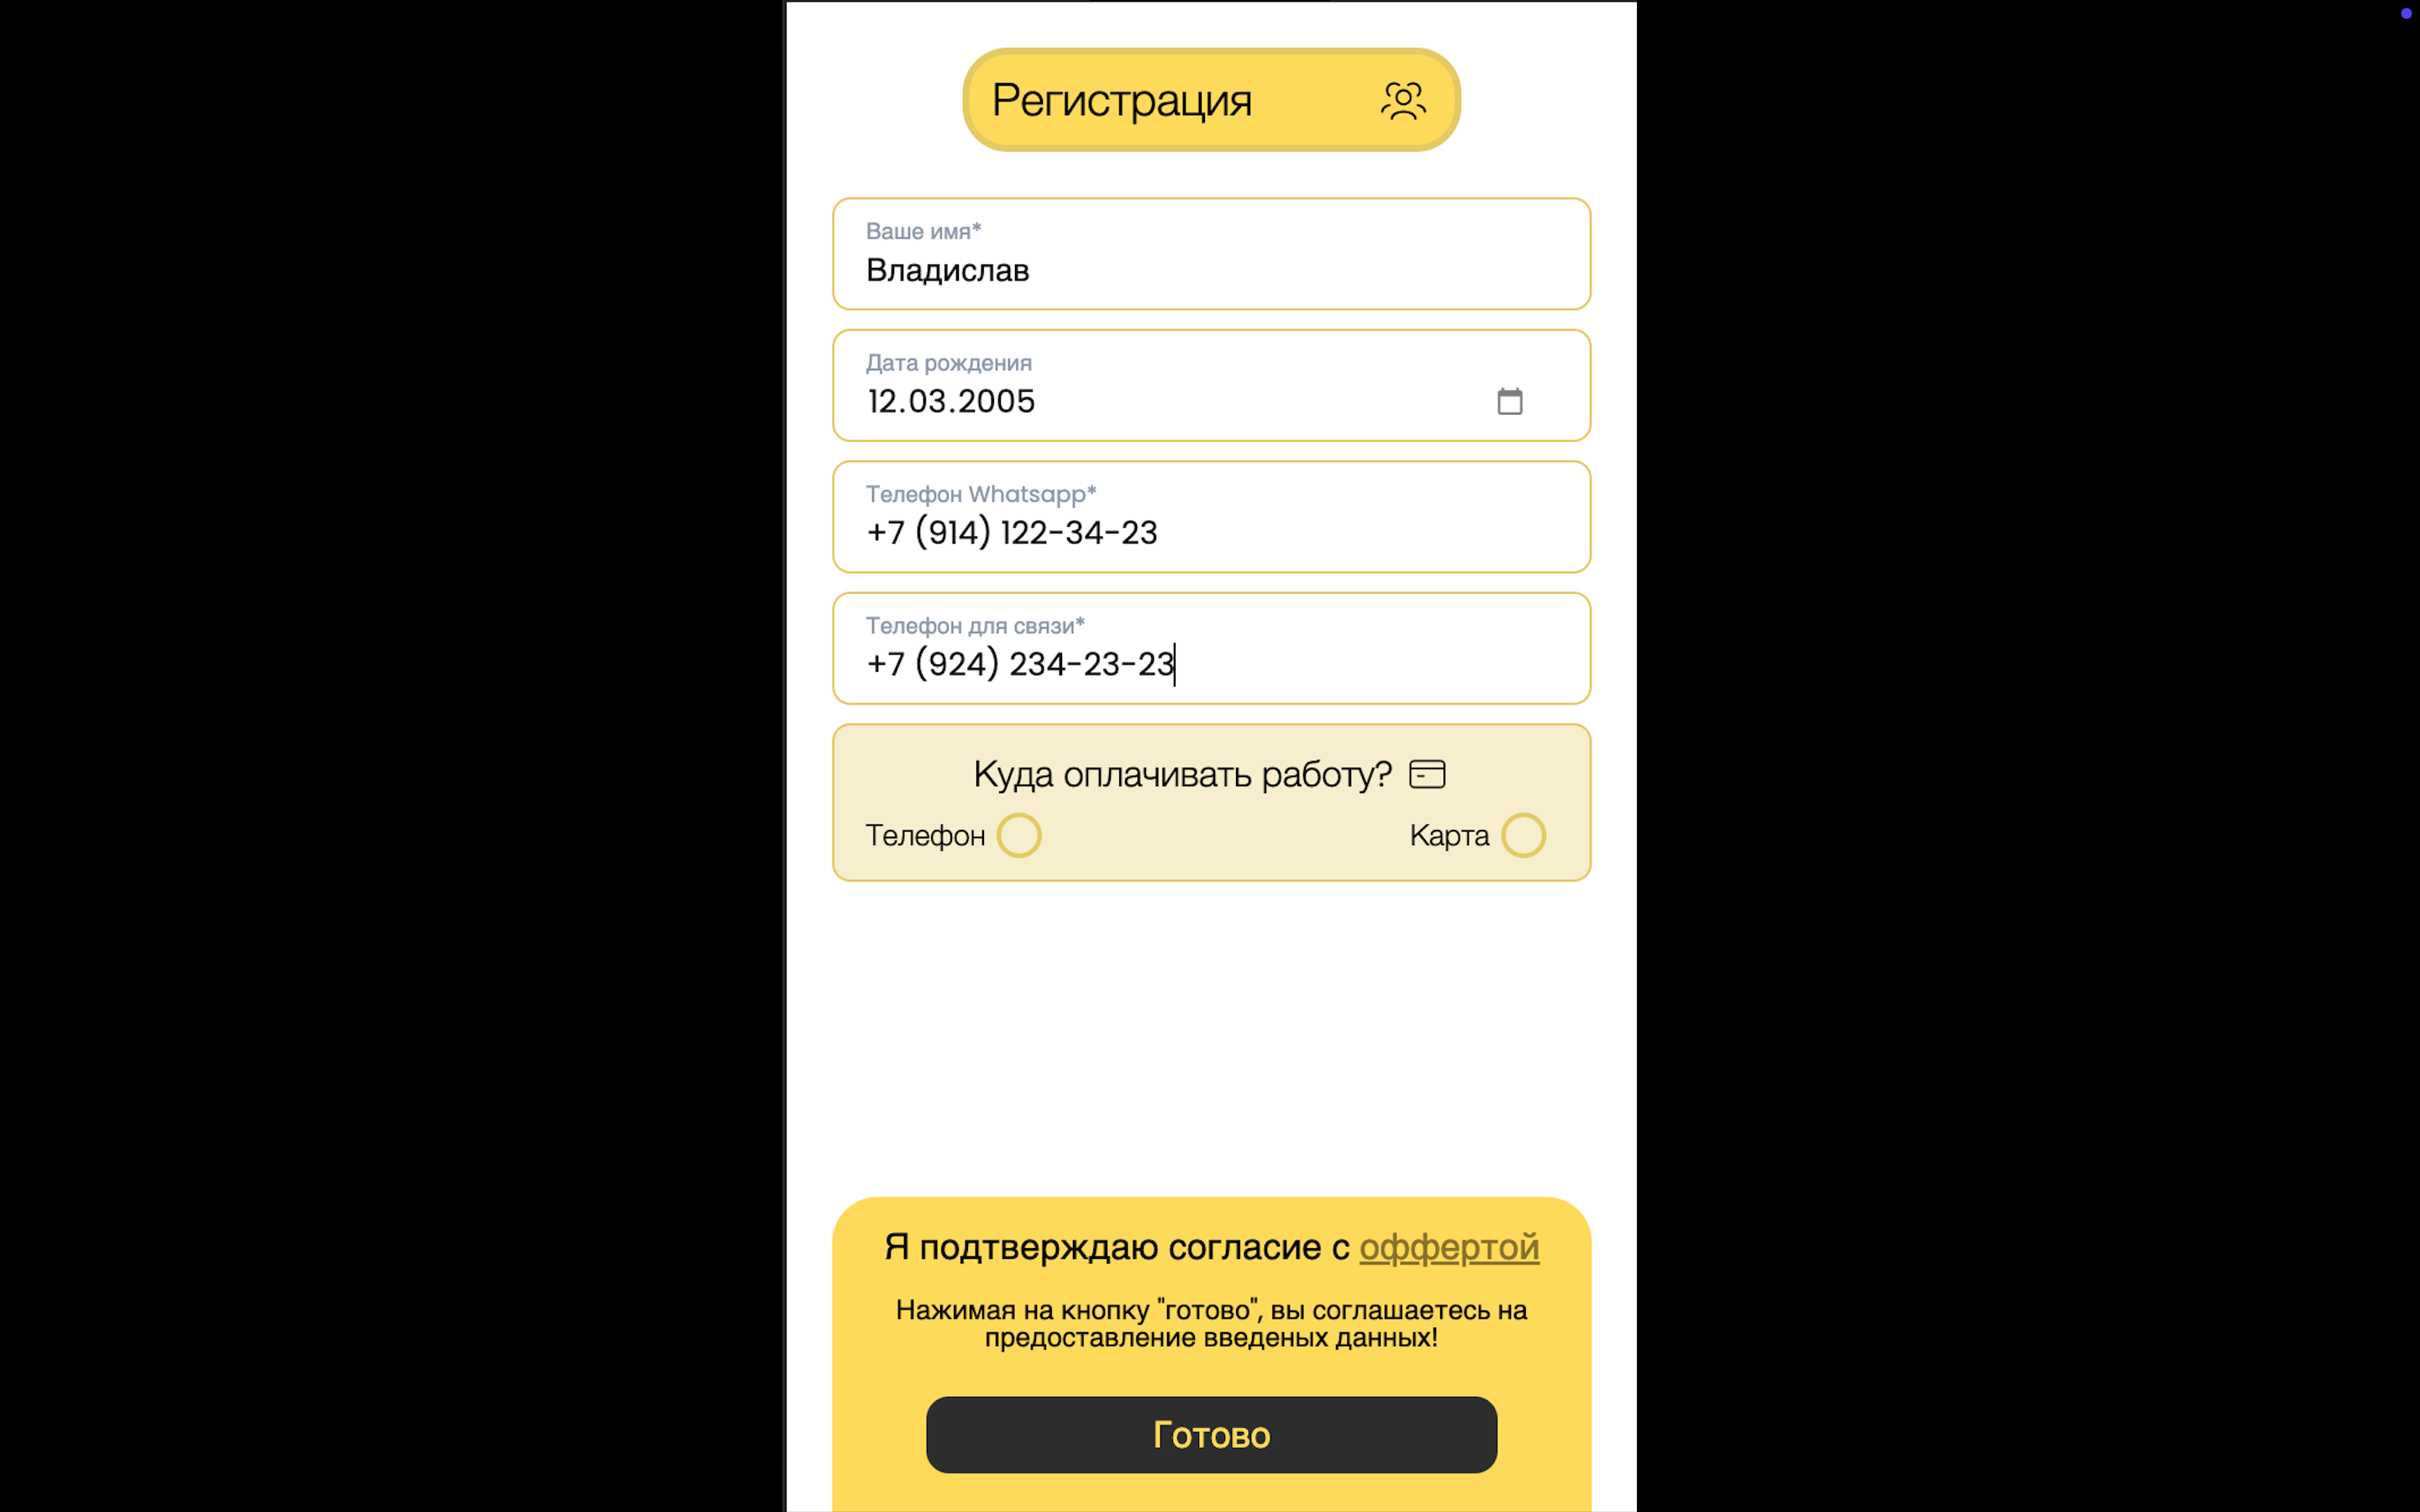 Регистрация
Ваше имя*
Владислав
Дата рождения
12.03.2005
Телефон Whatsapp*
+7 (914) 122-34-23
Телефон для связи*
+7 (924) 234-23-23
Куда оплачивать работу?
Телефон Карта
Я подтверждаю согласие с оффертой
Нажимая на кнопку "готово", вы соглашаетесь на
предоставление введеных данных!
Готово